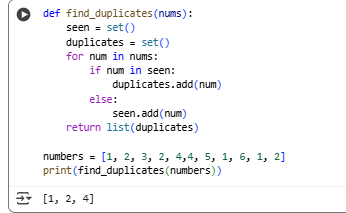 def find_duplicates(nums):
    seen = set()
    duplicates = set()
    for num in nums:
        if num in seen:
            duplicates.add(num)
        else:
            seen.add(num)
    return list(duplicates)

numbers = [1, 2, 3, 2, 4,4, 5, 1, 6, 1, 2]
print(find_duplicates(numbers))
[1, 2, 4]